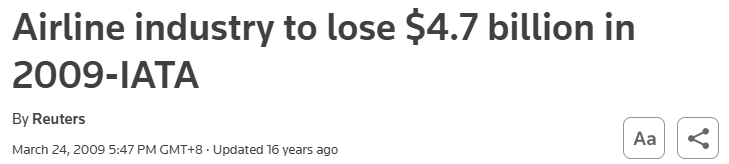 Airline industry to lose $4.7 billion in
2009-IATA
By Reuters
March 24, 2009 5:47 PM GMT+8 · Updated 16 years ago
Aa